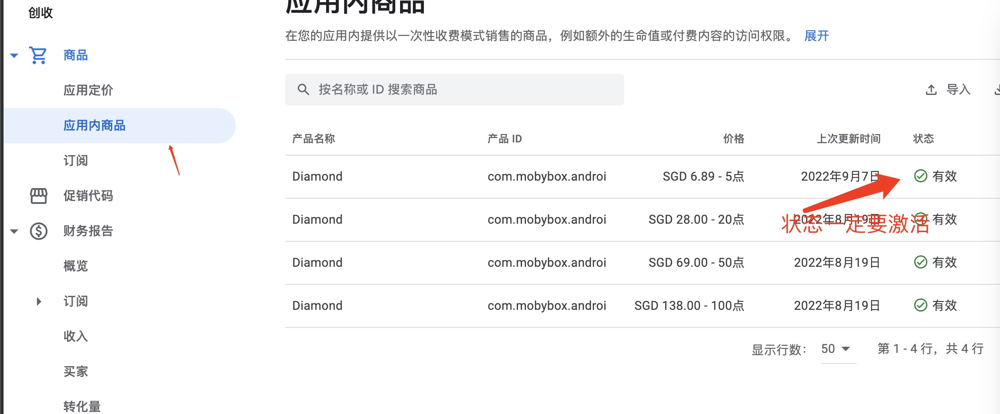 创收
商品
应用定价
应用内商品
订阅
促销代码
财务报告
概览
订阅
收入
买家
转化量
应用内商品
在您的应用内提供以一次性收费模式销售的商品，例如额外的生命值或付费内容的访问权限。 展开
按名称或 ID 搜索商品
导入
产品名称 产品 ID 价格 上次更新时间 状态
Diamond com.mobybox.androi SGD 6.89 - 5点 2022年9月7日 有效
Diamond com.mobybox.androi SGD 28.00 - 20点 2022年8月19日 有效
状态一定要激活
Diamond com.mobybox.androi SGD 69.00 - 50点 2022年8月19日 有效
Diamond com.mobybox.androi SGD 138.00 - 100点 2022年8月19日 有效
显示行数： 50 第 1 - 4 行，共 4 行